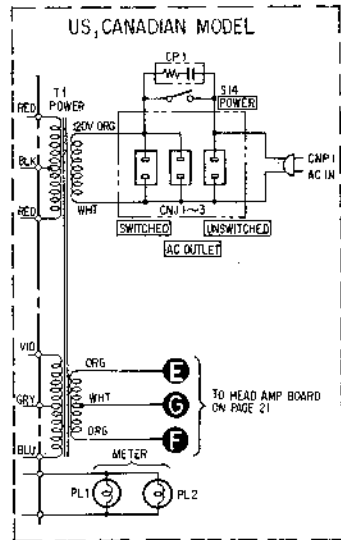 US, CANADIAN MODEL
CP1
T1
POWER
S14
POWER
RED
120V ORG
BLK
CNP1
AC IN
RED
WHT
CNJ1~3
SWITCHED
UNSWITCHED
AC OUTLET
VIO
ORG
E
GRY
WHT
G
TO HEAD AMP BOARD
ON PAGE 21
ORG
F
BLU
METER
PL1
PL2